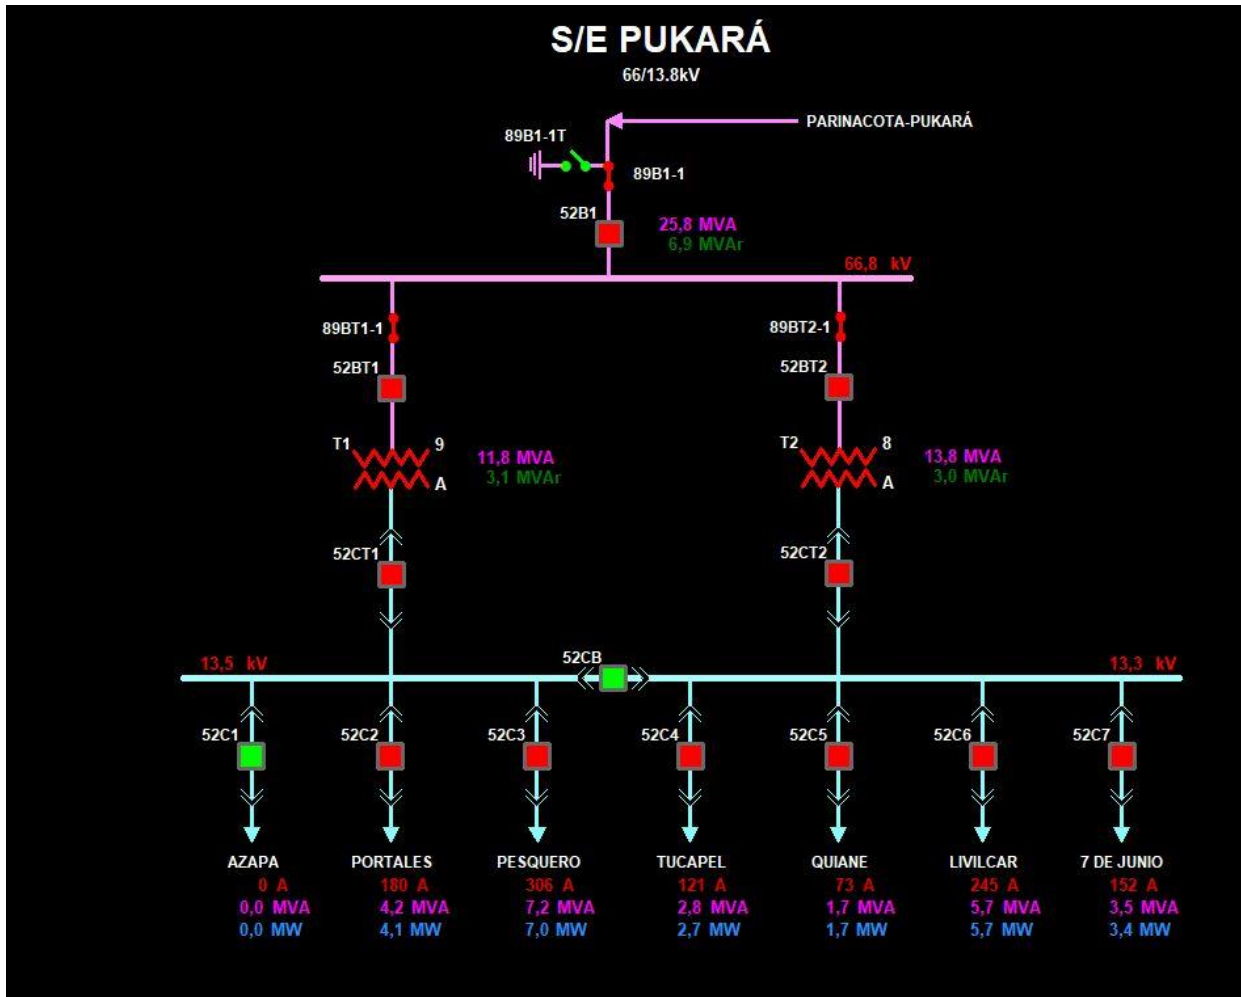 S/E PUKARÁ
66/13.8kV
PARINACOTA-PUKARÁ
89B1-1T
89B1-1
52B1
25,8 MVA
6,9 MVAr
66,8 kV
89BT1-1
89BT2-1
52BT1
52BT2
T1
9
11,8 MVA
3,1 MVAr
A
T2
8
13,8 MVA
3,0 MVAr
A
52CT1
52CT2
13,5 kV
52CB
13,3 kV
52C1
52C2
52C3
52C4
52C5
52C6
52C7
AZAPA
0 A
0,0 MVA
0,0 MW
PORTALES
180 A
4,2 MVA
4,1 MW
PESQUERO
306 A
7,2 MVA
7,0 MW
TUCAPEL
121 A
2,8 MVA
2,7 MW
QUIANE
73 A
1,7 MVA
1,7 MW
LIVILCAR
245 A
5,7 MVA
5,7 MW
7 DE JUNIO
152 A
3,5 MVA
3,4 MW